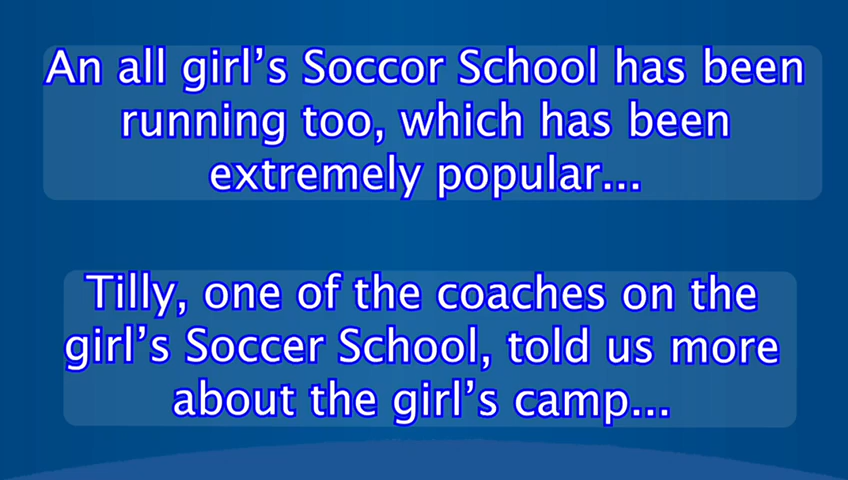 An all girl’s Soccor School has been
running too, which has been
extremely popular...
Tilly, one of the coaches on the
girl’s Soccer School, told us more
about the girl’s camp...